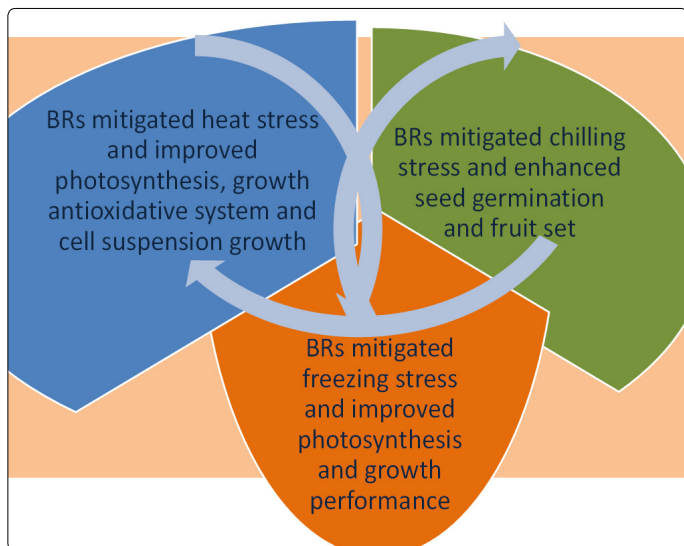 BRs mitigated heat stress
and improved
photosynthesis, growth
antioxidative system and
cell suspension growth
BRs mitigated chilling
stress and enhanced
seed germination
and fruit set
BRs mitigated
freezing stress
and improved
photosynthesis
and growth
performance